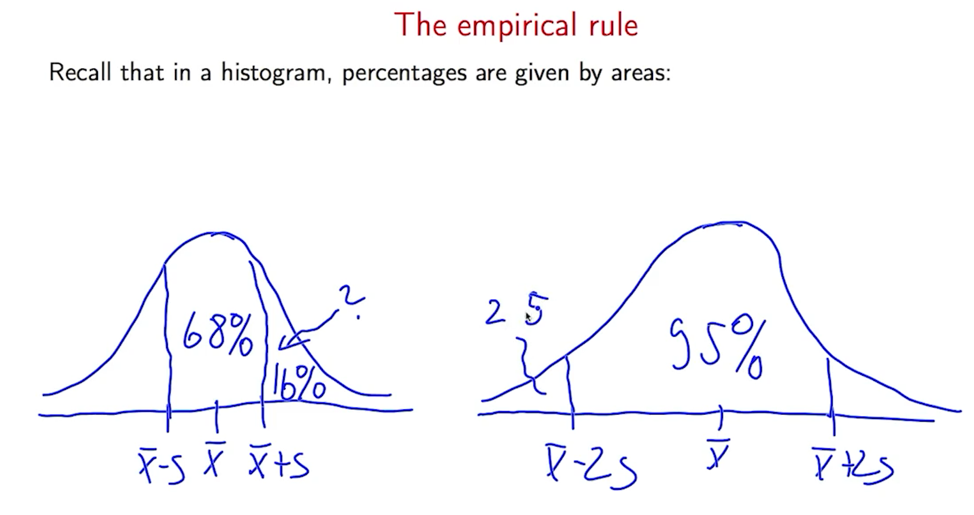 The empirical rule
Recall that in a histogram, percentages are given by areas:
68%
?
16%
x̄-s x̄ x̄+s
2 5
95%
x̄-2s x̄ x̄+2s